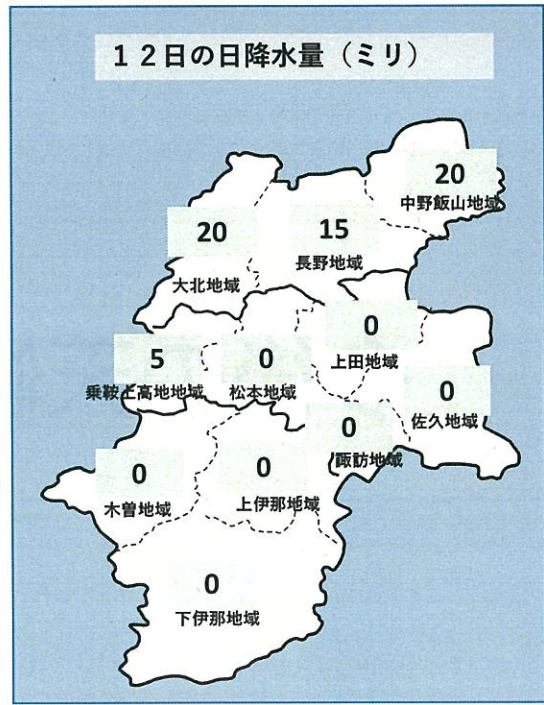 １２日の日降水量（ミリ）
20
中野飯山地域
20
大北地域
15
長野地域
0
上田地域
5
乗鞍上高地地域
0
松本地域
0
佐久地域
0
諏訪地域
0
木曽地域
0
上伊那地域
0
下伊那地域